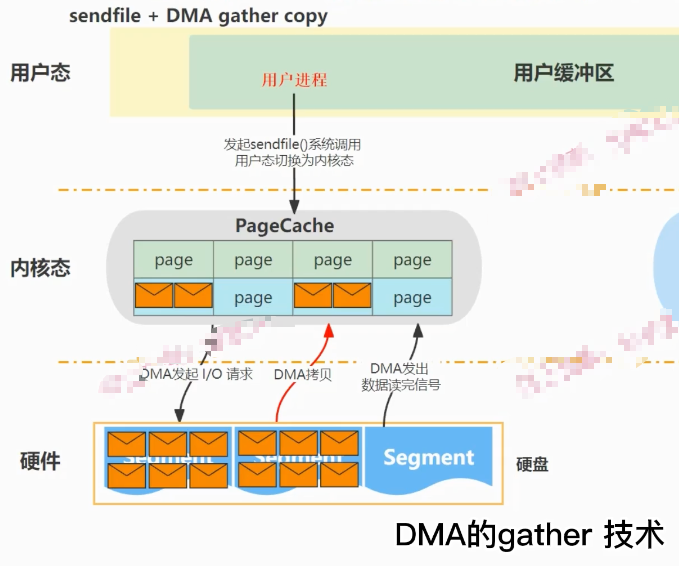 sendfile + DMA gather copy
用户态
用户进程
用户缓冲区
发起sendfile()系统调用
用户态切换为内核态
PageCache
内核态
page
page
page
page
page
page
DMA发起 I/O 请求
DMA拷贝
DMA发出
数据读完信号
硬件
Segment
Segment
Segment
硬盘
DMA的gather 技术